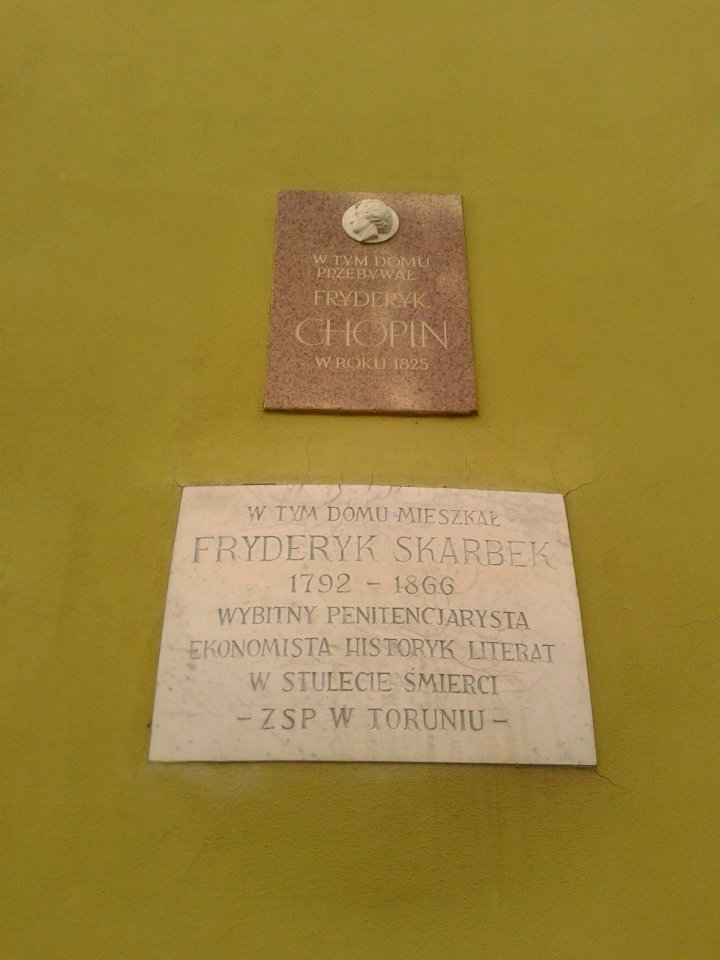 W TYM DOMU
PRZEBYWAŁ
FRYDERYK
CHOPIN
W ROKU 1825
W TYM DOMU MIESZKAŁ
FRYDERYK SKARBEK
1792 – 1866
WYBITNY PENITENCJARYSTA
EKONOMISTA HISTORYK LITERAT
W STULECIE ŚMIERCI
– ZSP W TORUNIU –